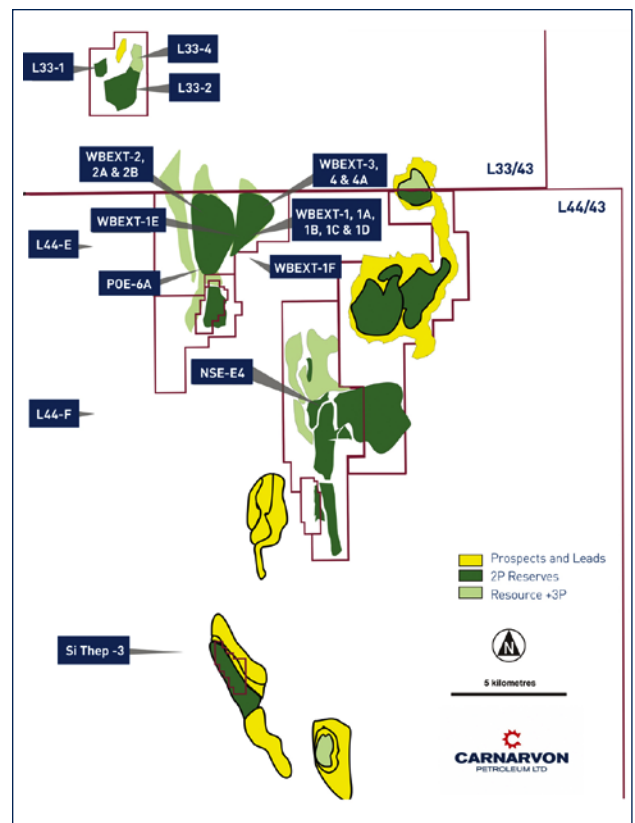 L33-4
L33-1
L33-2
WBEXT-2,
2A & 2B
WBEXT-3,
4 & 4A
L33/43
L44/43
WBEXT-1E
WBEXT-1, 1A,
1B, 1C & 1D
L44-E
WBEXT-1F
POE-6A
NSE-E4
L44-F
Prospects and Leads
2P Reserves
Resource +3P
Si Thep -3
N
5 kilometres
CARNARVON
PETROLEUM LTD